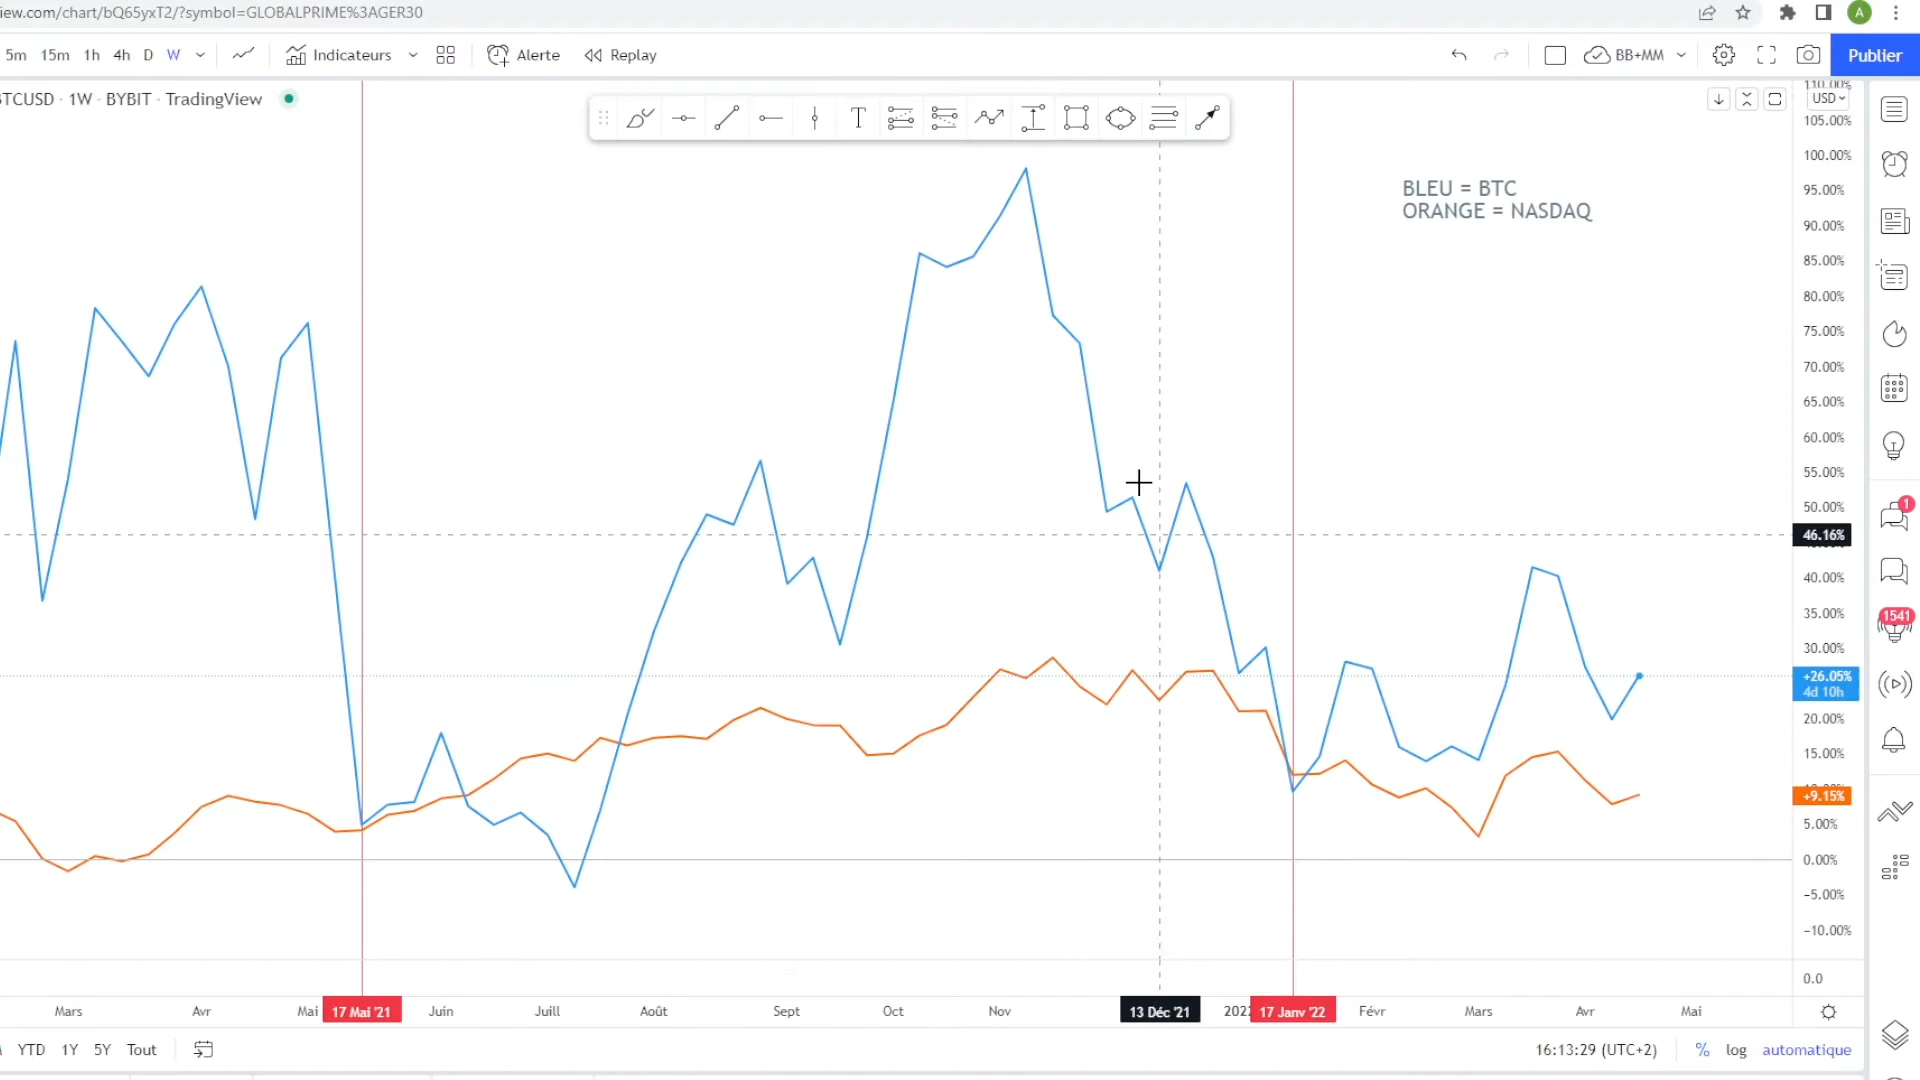 iew.com/chart/bQ65yxT2/?symbol=GLOBALPRIME%3AGER30
A
5m 15m 1h 4h D W Indicateurs Alerte Replay BB+MM Publier
TCUSD · 1W · BYBIT · TradingView
USD
BLEU = BTC
ORANGE = NASDAQ
110.00%
105.00%
100.00%
95.00%
90.00%
85.00%
80.00%
75.00%
70.00%
65.00%
60.00%
55.00%
50.00%
46.16%
40.00%
35.00%
30.00%
+26.05%
4d 10h
20.00%
15.00%
+9.15%
5.00%
0.00%
−5.00%
−10.00%
0.0
1
1541
Mars Avr Mai 17 Mai '21 Juin Juill Août Sept Oct Nov 13 Déc '21 2022 17 Janv '22 Févr Mars Avr Mai
YTD 1Y 5Y Tout 16:13:29 (UTC+2) % log automatique